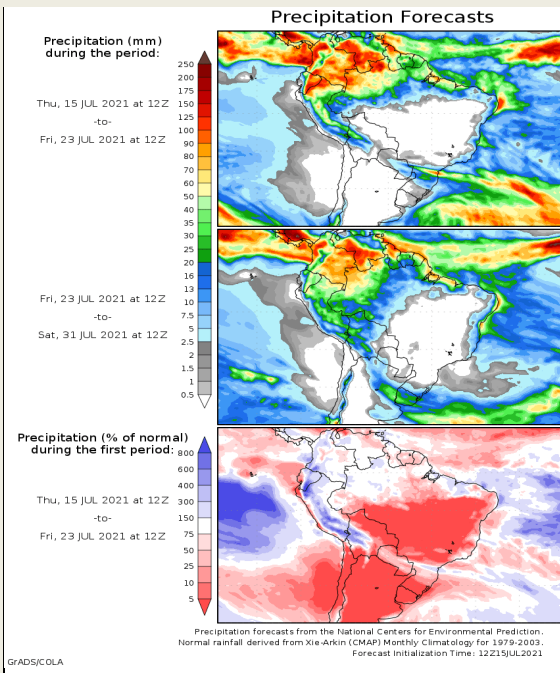 Precipitation Forecasts
Precipitation (mm)
during the period:
Thu, 15 JUL 2021 at 12Z
-to-
Fri, 23 JUL 2021 at 12Z
250
200
175
150
125
100
90
80
70
60
50
40
35
30
25
20
16
13
10
7.5
5
2.5
2
1.5
1
0.5
Fri, 23 JUL 2021 at 12Z
-to-
Sat, 31 JUL 2021 at 12Z
Precipitation (% of normal)
during the first period:
Thu, 15 JUL 2021 at 12Z
-to-
Fri, 23 JUL 2021 at 12Z
800
600
400
300
150
75
50
25
10
5
Precipitation forecasts from the National Centers for Environmental Prediction.
Normal rainfall derived from Xie-Arkin (CMAP) Monthly Climatology for 1979-2003.
Forecast Initialization Time: 12Z15JUL2021
GrADS/COLA